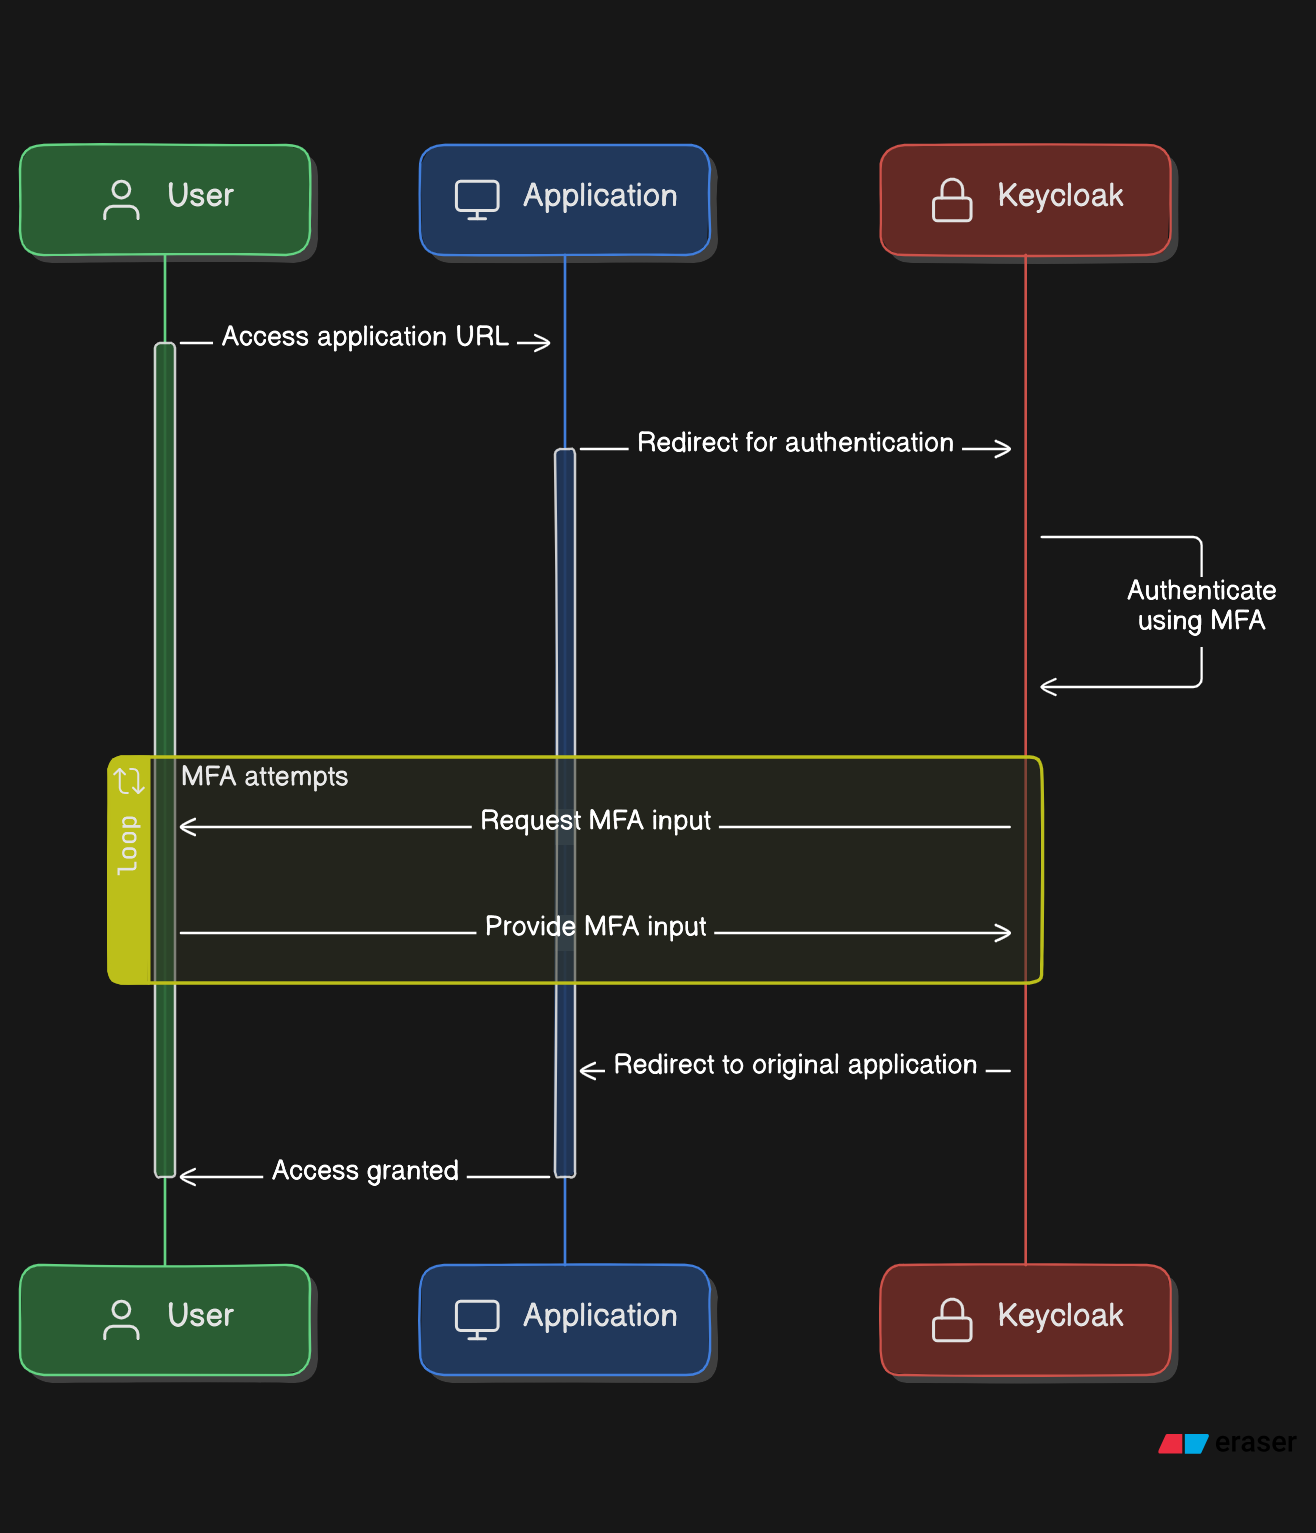 User
Application
Keycloak
Access application URL
Redirect for authentication
Authenticate
using MFA
loop
MFA attempts
Request MFA input
Provide MFA input
Redirect to original application
Access granted
User
Application
Keycloak
eraser